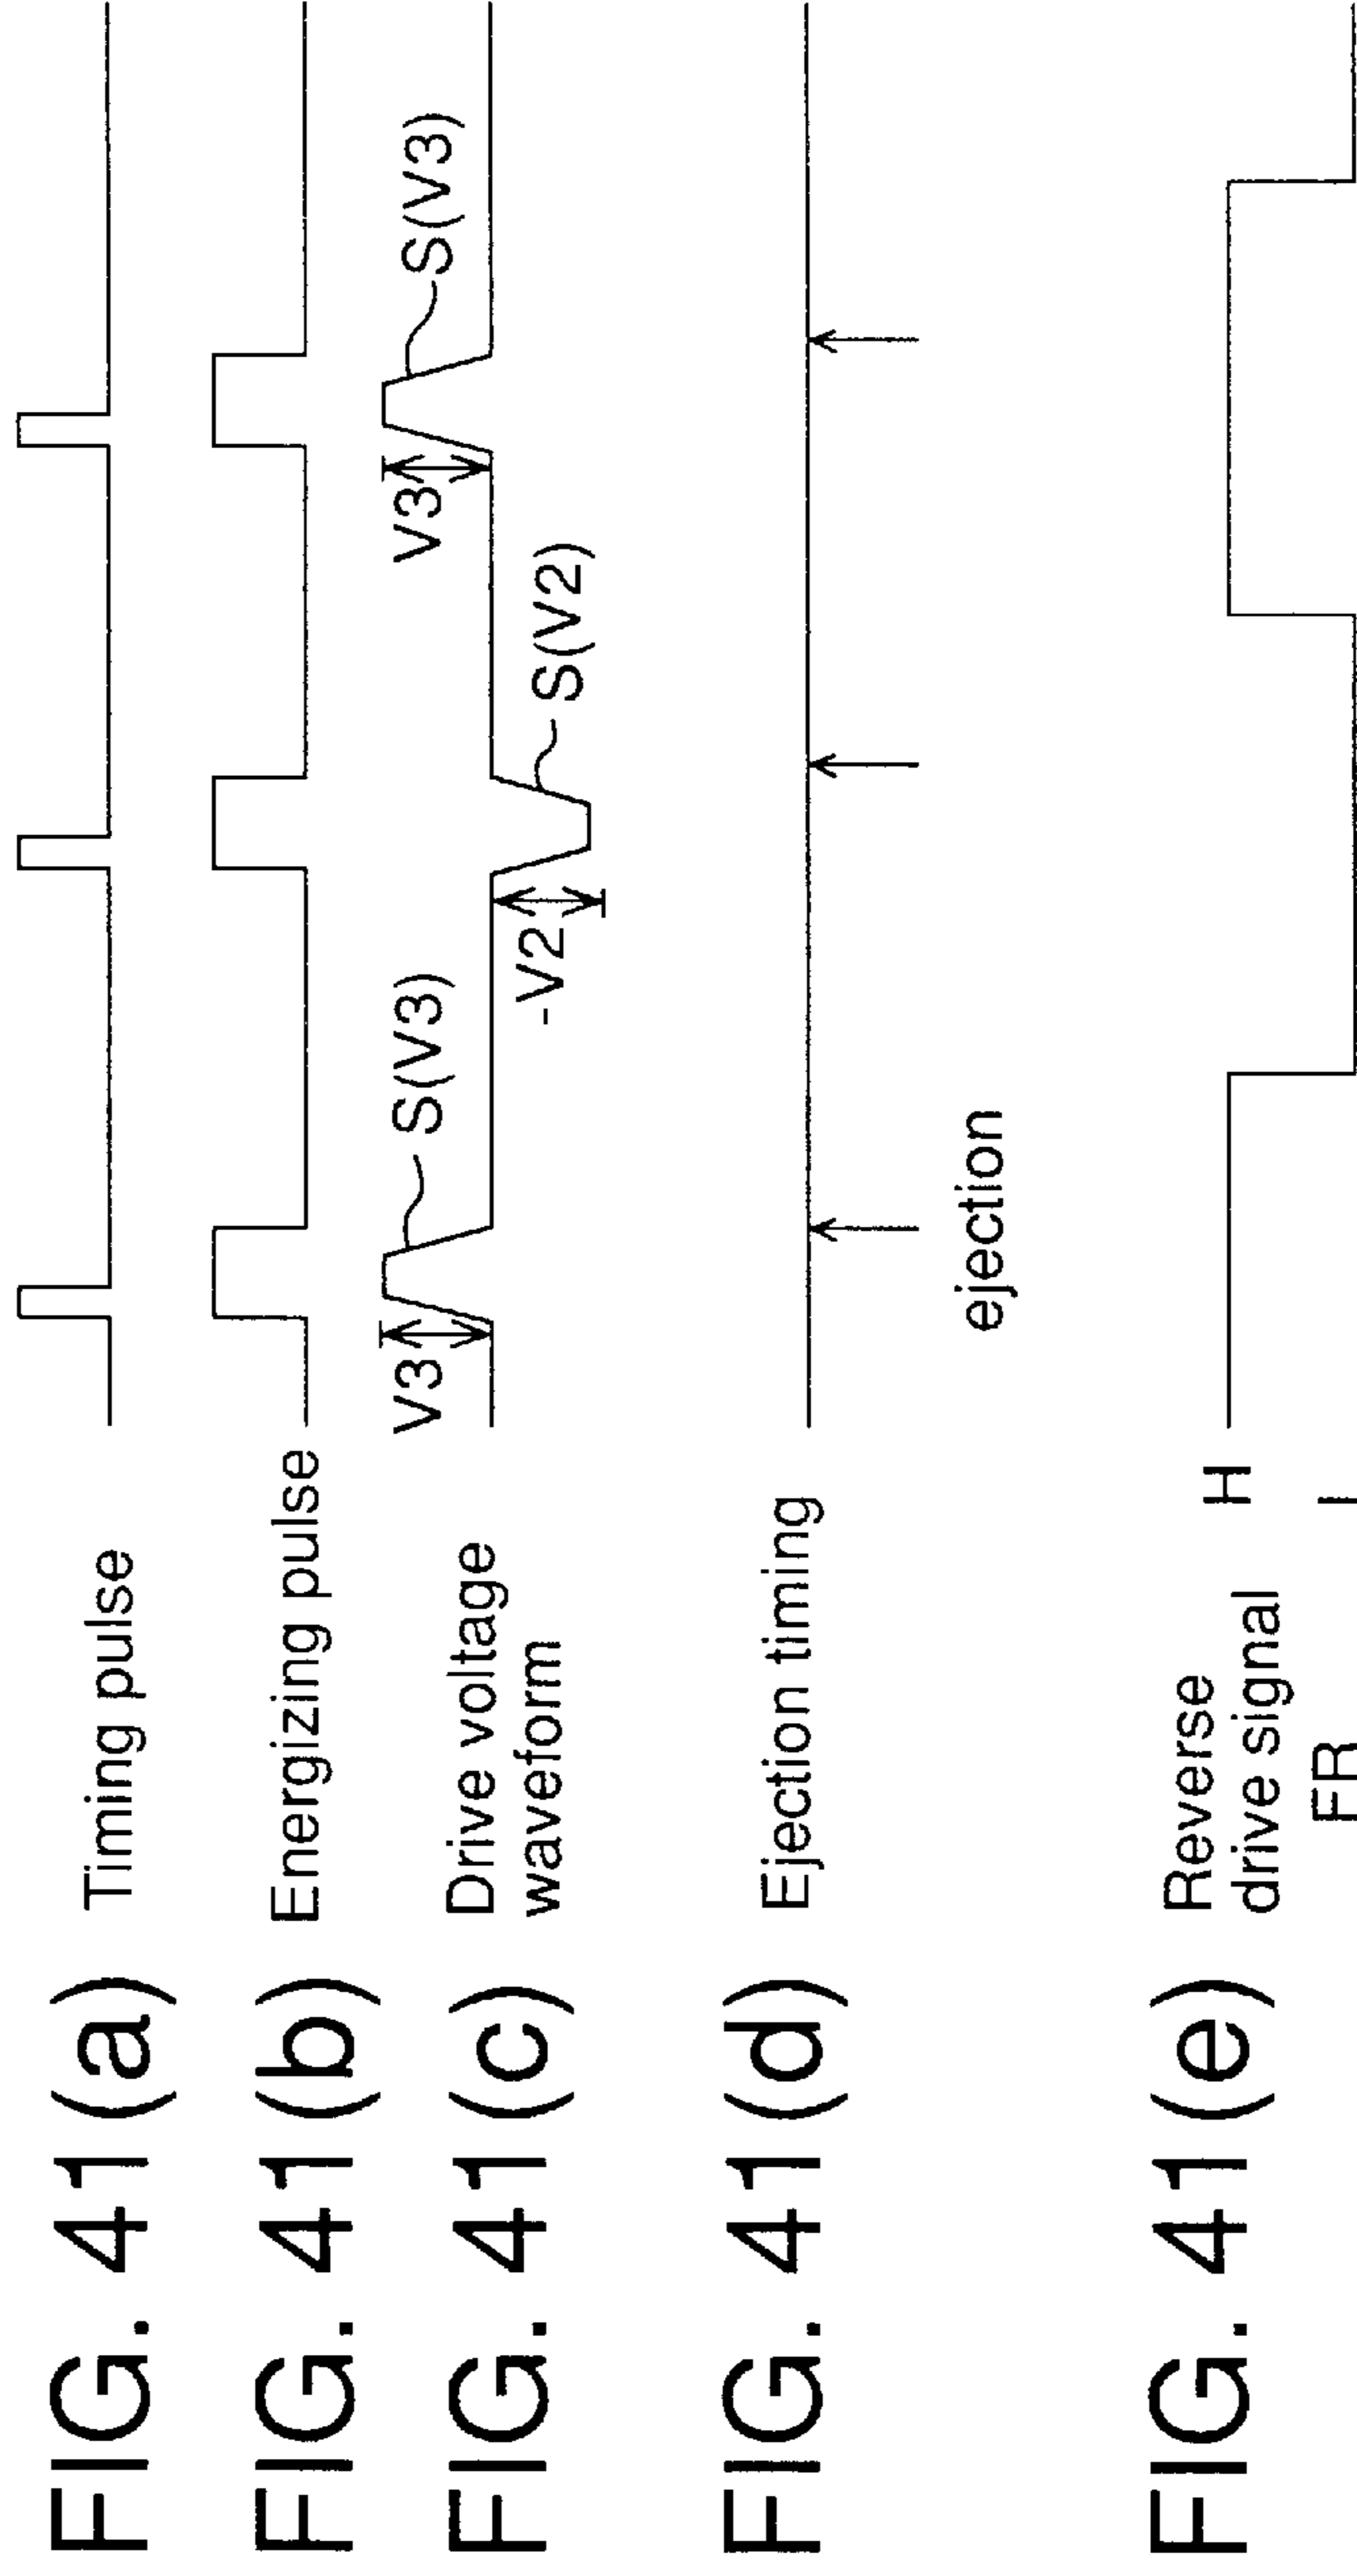 FIG. 41(a) Timing pulse
FIG. 41(b) Energizing pulse
FIG. 41(c) Drive voltage
waveform
V3
S(V3)
-V2
S(V2)
V3
S(V3)
FIG. 41(d) Ejection timing
ejection
FIG. 41(e) Reverse
drive signal
FR
H